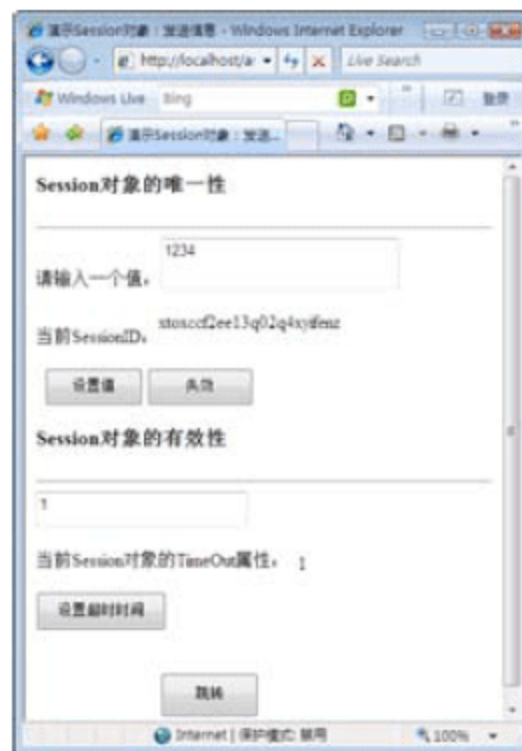 演示Session对象：发送信息 - Windows Internet Explorer
http://localhost/a
Live Search
Windows Live
Bing
登录
演示Session对象：发送...
Session对象的唯一性
请输入一个值：
1234
当前SessionID：
设置值
失效
Session对象的有效性
1
当前Session对象的TimeOut属性：
1
设置超时时间
跳转
Internet | 保护模式: 禁用
100%